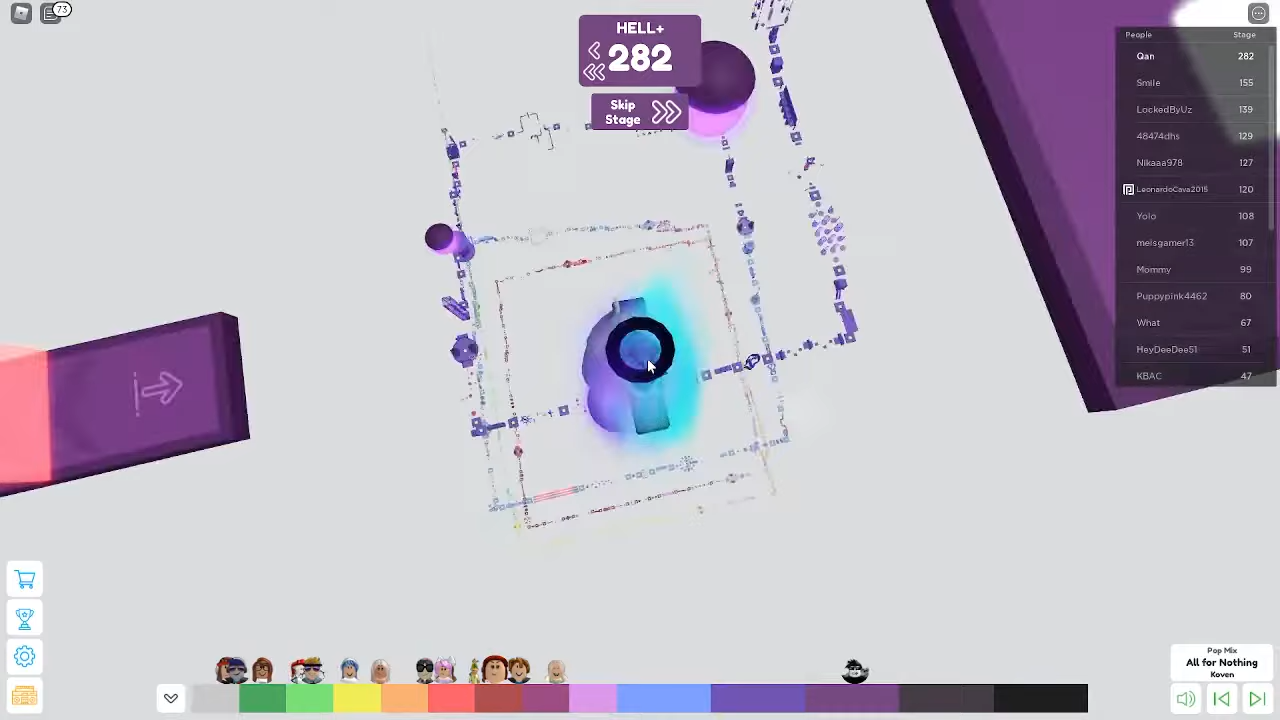 73
HELL+
282
Skip
Stage
People Stage
Qan 282
Smile 155
LockedByUz 139
48474dhs 129
Nikaaa978 127
LeonardoCava2015 120
Yolo 108
melsgamer13 107
Mommy 99
Puppypink4462 80
What 67
HeyDeeDee51 51
KBAC 47
Pop Mix
All for Nothing
Koven